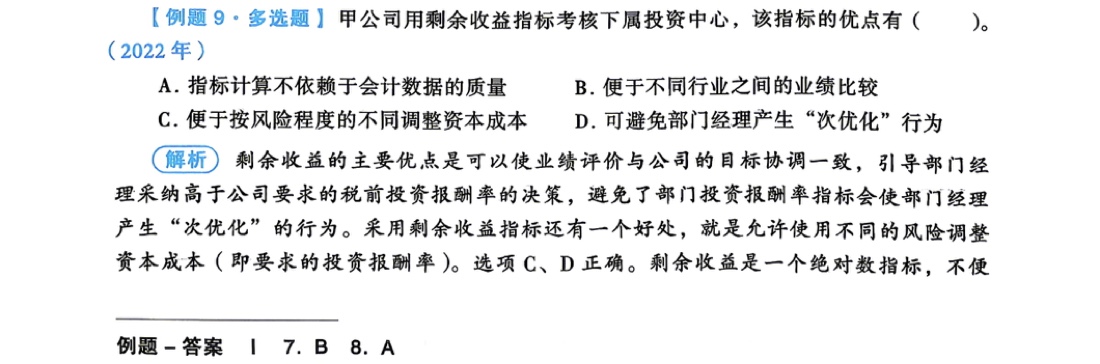 【例题9·多选题】甲公司用剩余收益指标考核下属投资中心，该指标的优点有（　　）。
（2022年）
A. 指标计算不依赖于会计数据的质量　　B. 便于不同行业之间的业绩比较
C. 便于按风险程度的不同调整资本成本　　D. 可避免部门经理产生“次优化”行为
解析 剩余收益的主要优点是可以使业绩评价与公司的目标协调一致，引导部门经
理采纳高于公司要求的税前投资报酬率的决策，避免了部门投资报酬率指标会使部门经理
产生“次优化”的行为。采用剩余收益指标还有一个好处，就是允许使用不同的风险调整
资本成本（即要求的投资报酬率）。选项C、D正确。剩余收益是一个绝对数指标，不便
例题－答案 | 7. B 8. A